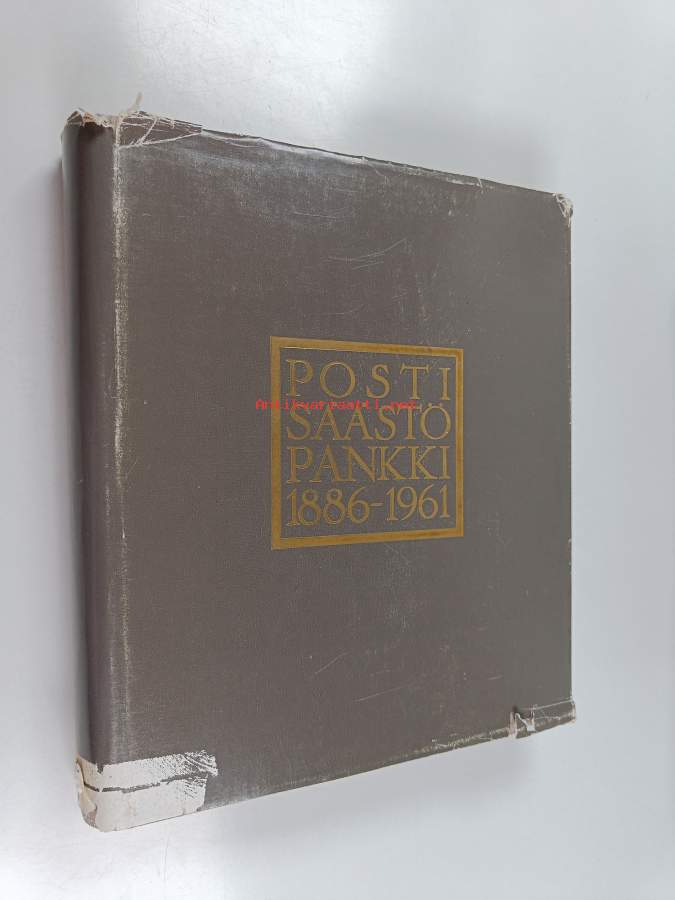 POSTI
Antikvariaatti.net
SÄÄSTÖ
PANKKI
1886-1961